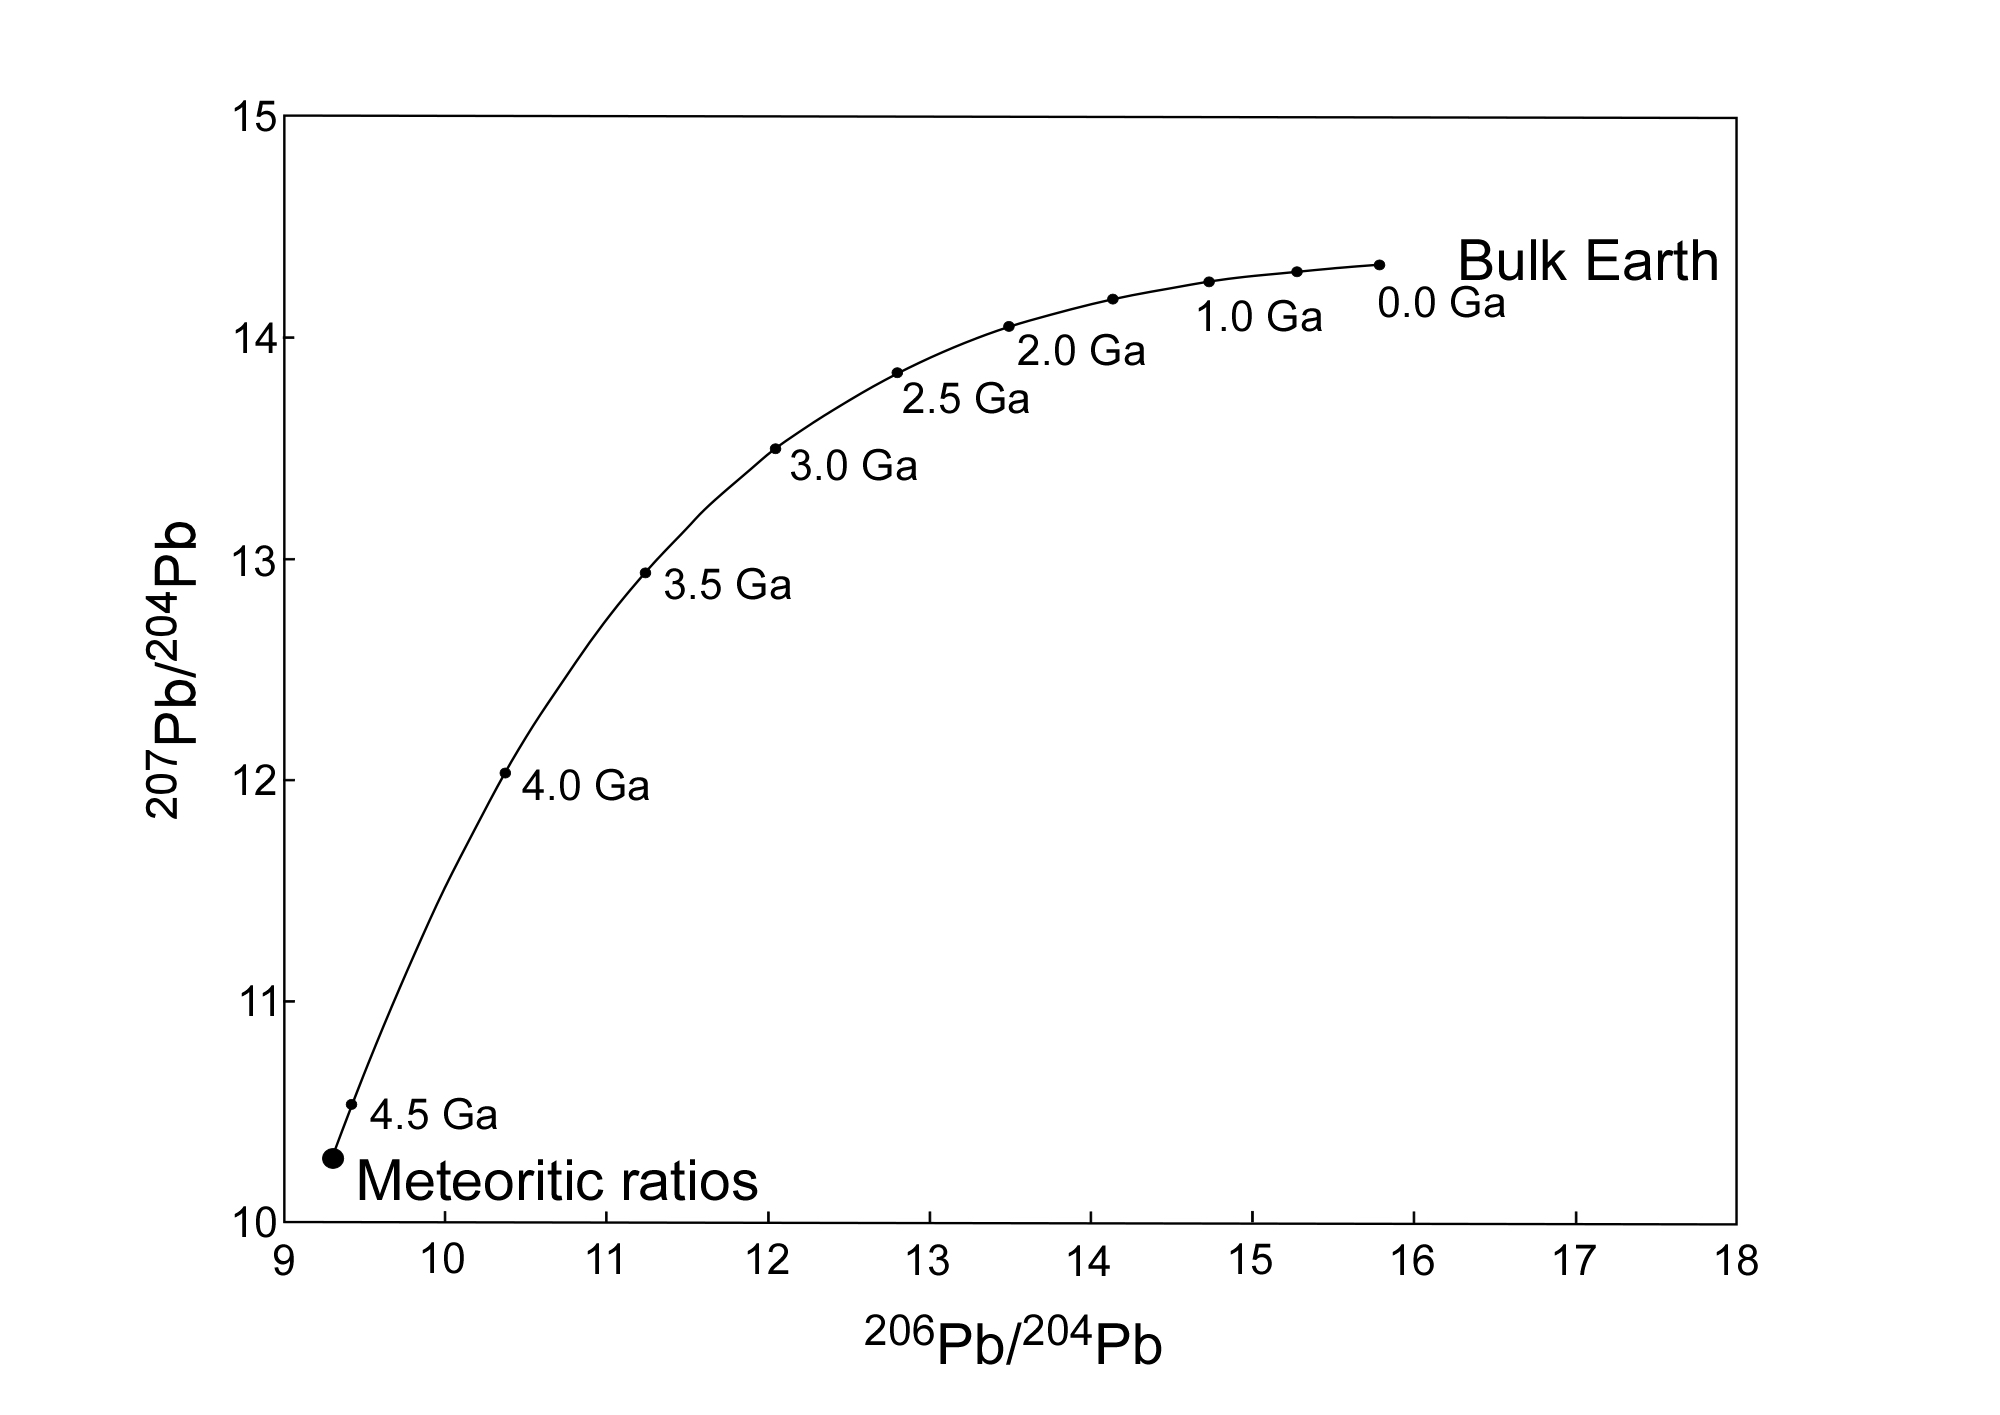 15
Bulk Earth
0.0 Ga
1.0 Ga
14
2.0 Ga
2.5 Ga
3.0 Ga
13
3.5 Ga
12
4.0 Ga
11
4.5 Ga
Meteoritic ratios
10
9 10 11 12 13 14 15 16 17 18
²⁰⁶Pb/²⁰⁴Pb
²⁰⁷Pb/²⁰⁴Pb